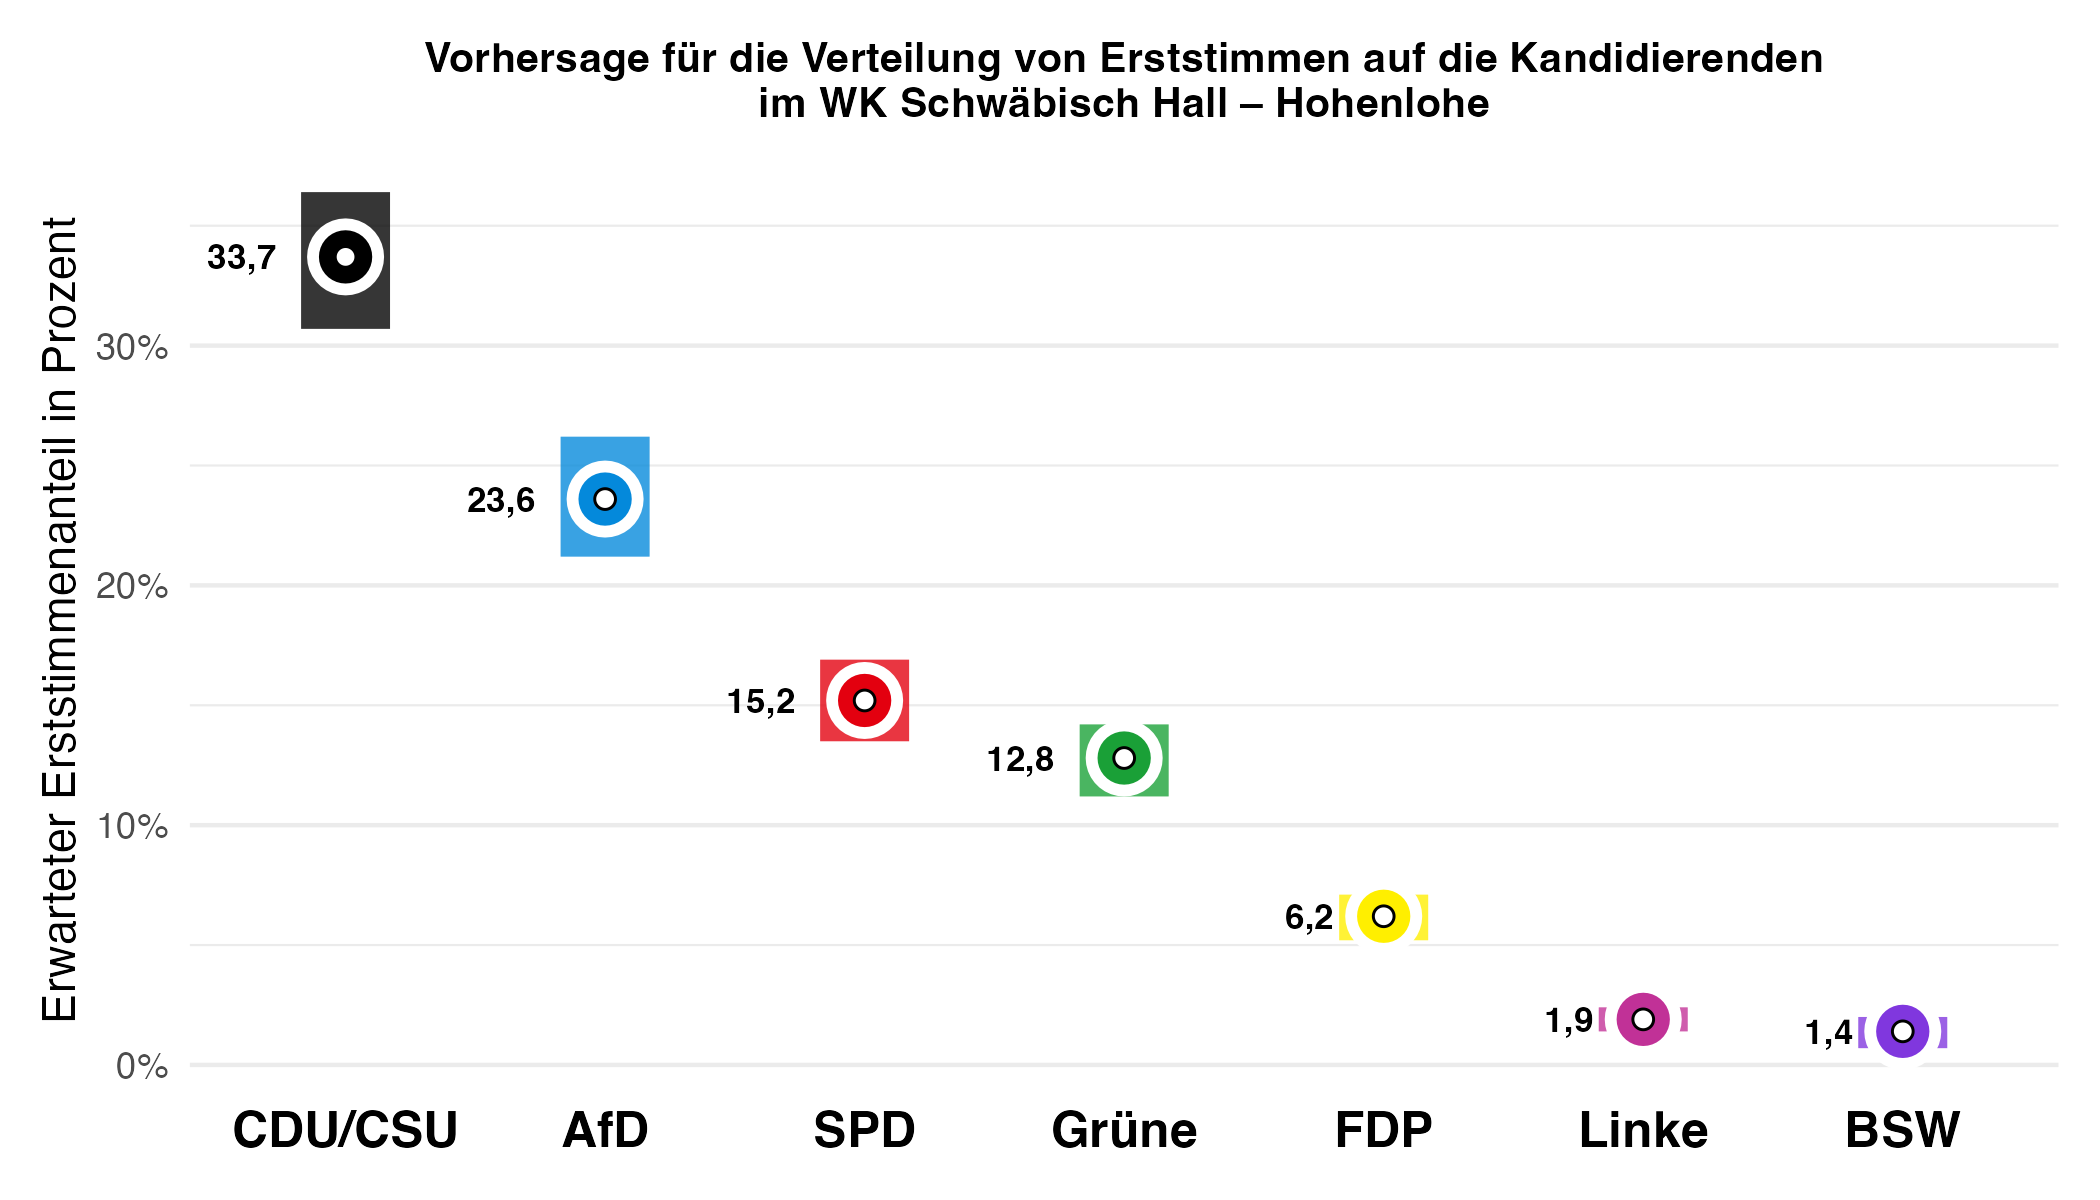 Vorhersage für die Verteilung von Erststimmen auf die Kandidierenden
im WK Schwäbisch Hall – Hohenlohe
Erwarteter Erststimmenanteil in Prozent
30%
20%
10%
0%
33,7
23,6
15,2
12,8
6,2
1,9
1,4
CDU/CSU
AfD
SPD
Grüne
FDP
Linke
BSW